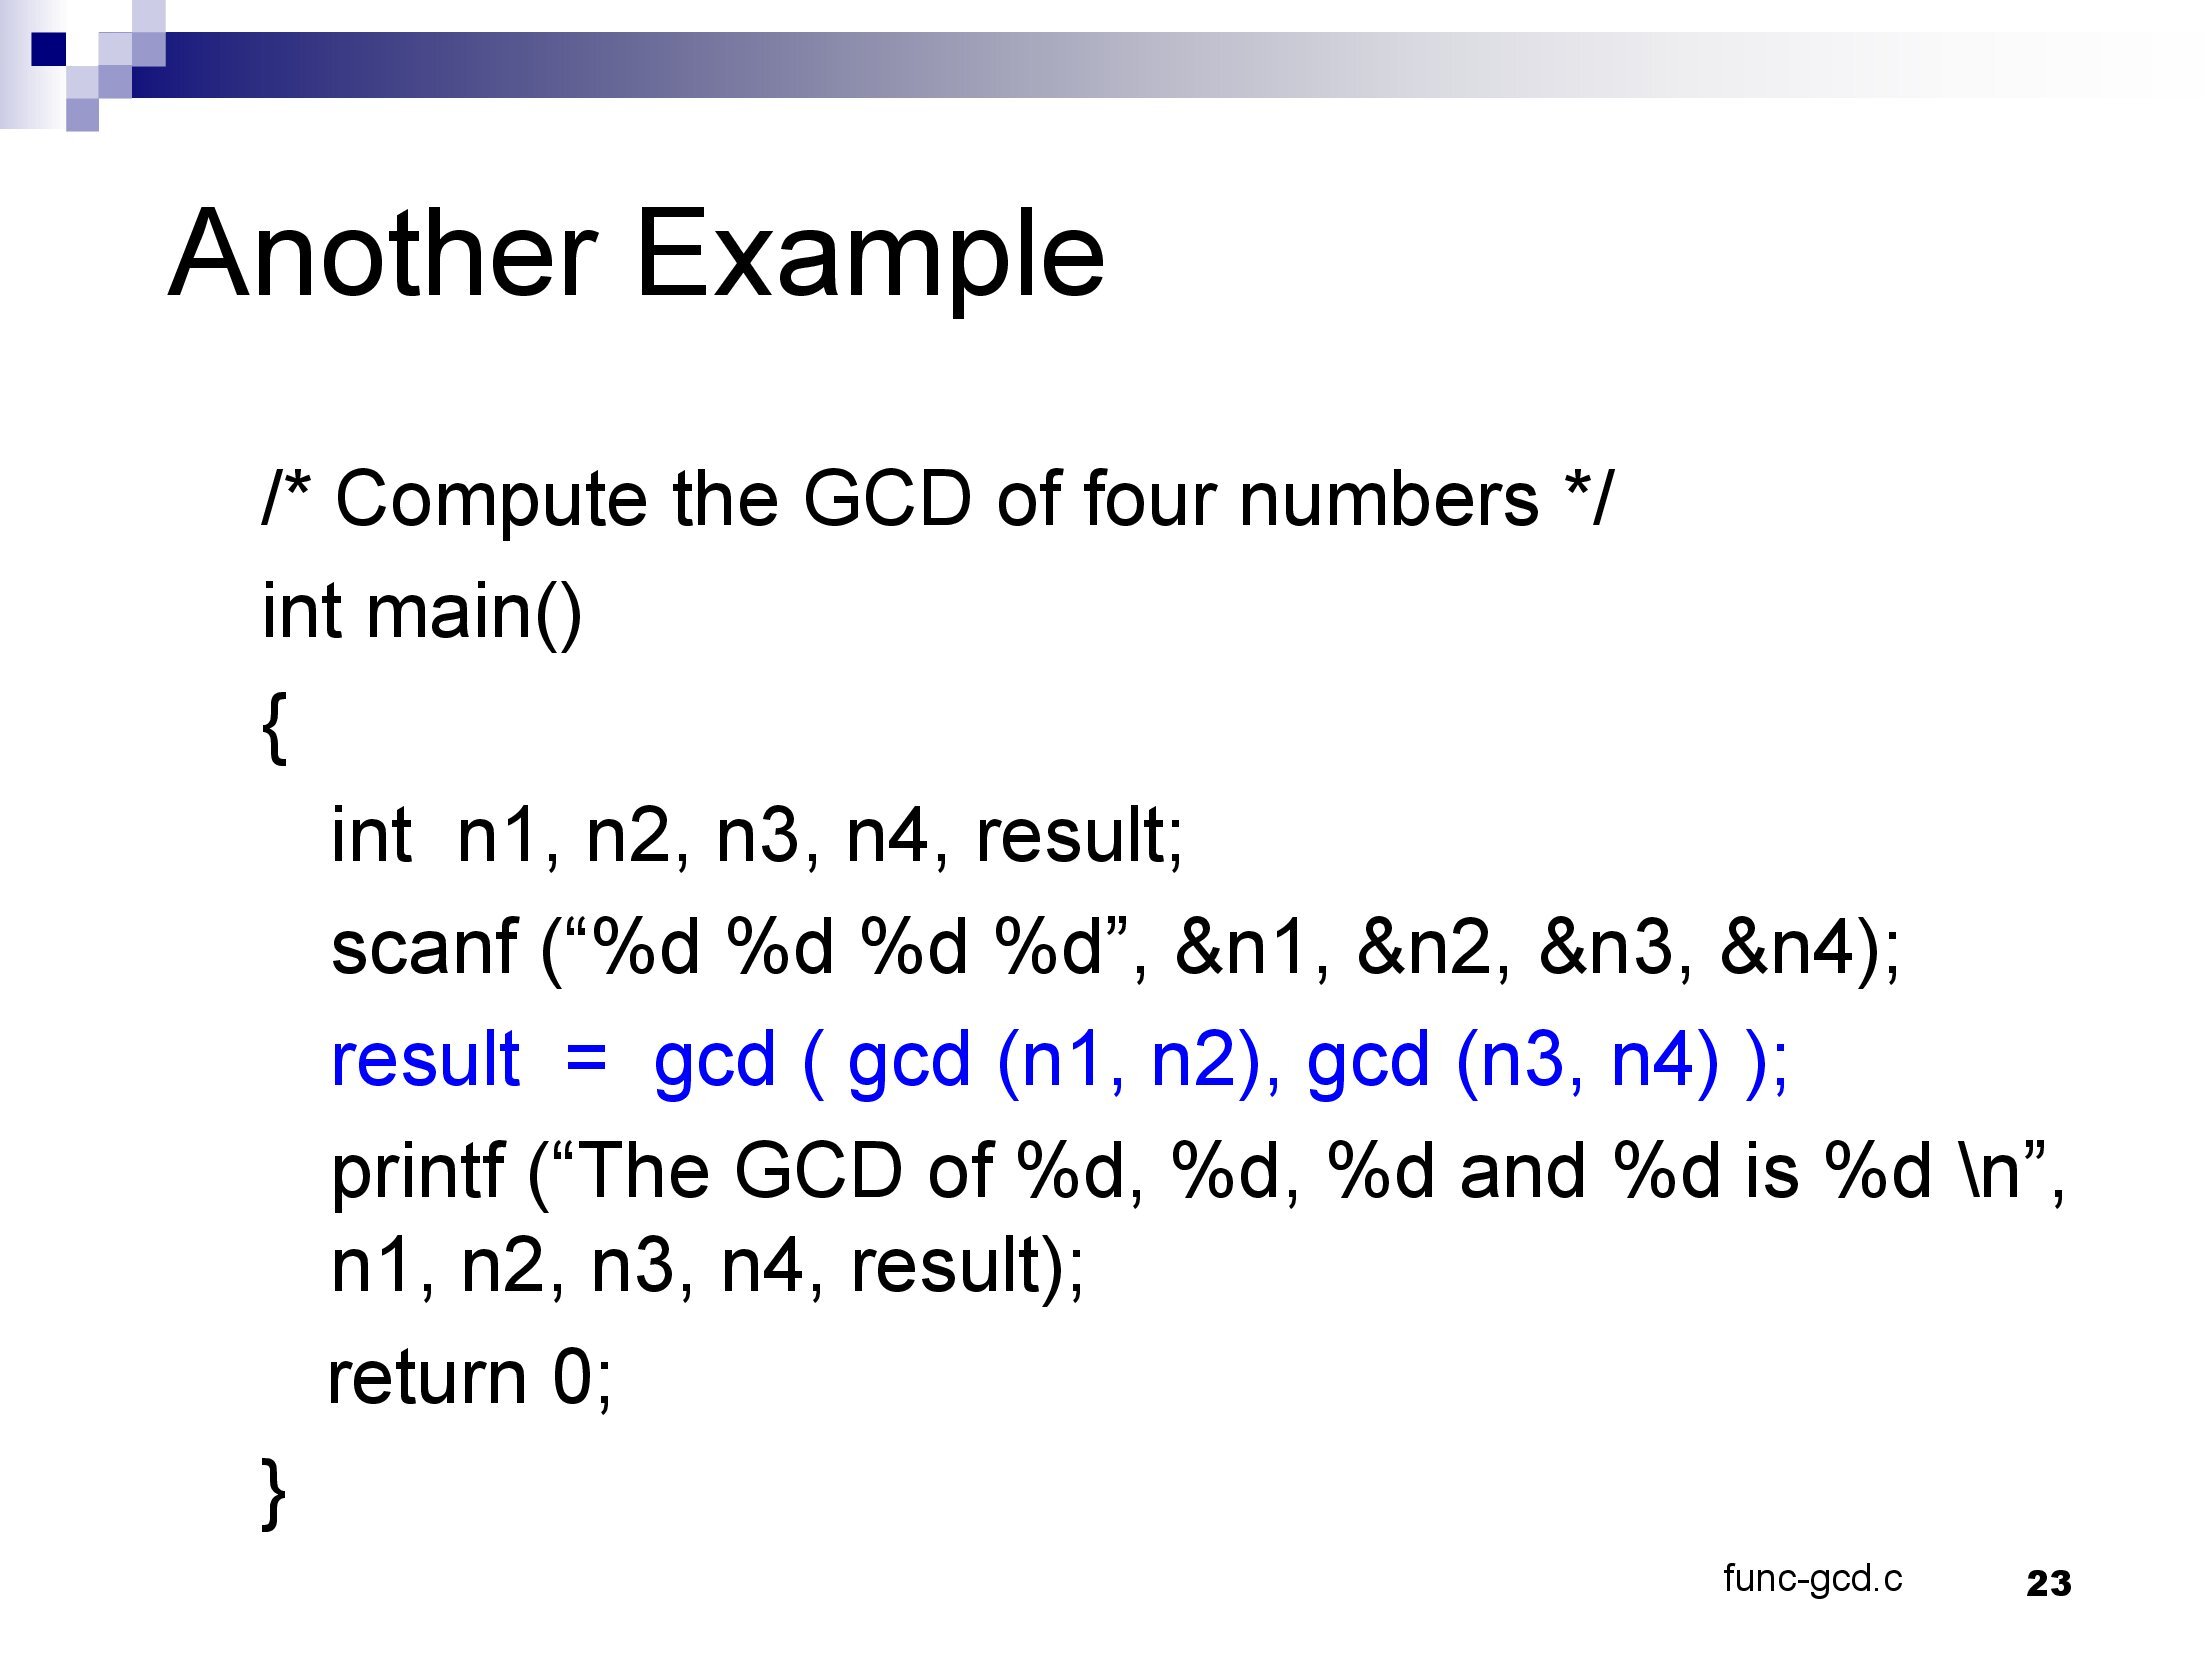 Another Example
/* Compute the GCD of four numbers */
int main()
{
int  n1, n2, n3, n4, result;
scanf (“%d %d %d %d”, &n1, &n2, &n3, &n4);
result  =  gcd ( gcd (n1, n2), gcd (n3, n4) );
printf (“The GCD of %d, %d, %d and %d is %d \n”,
n1, n2, n3, n4, result);
return 0;
}
func-gcd.c
23